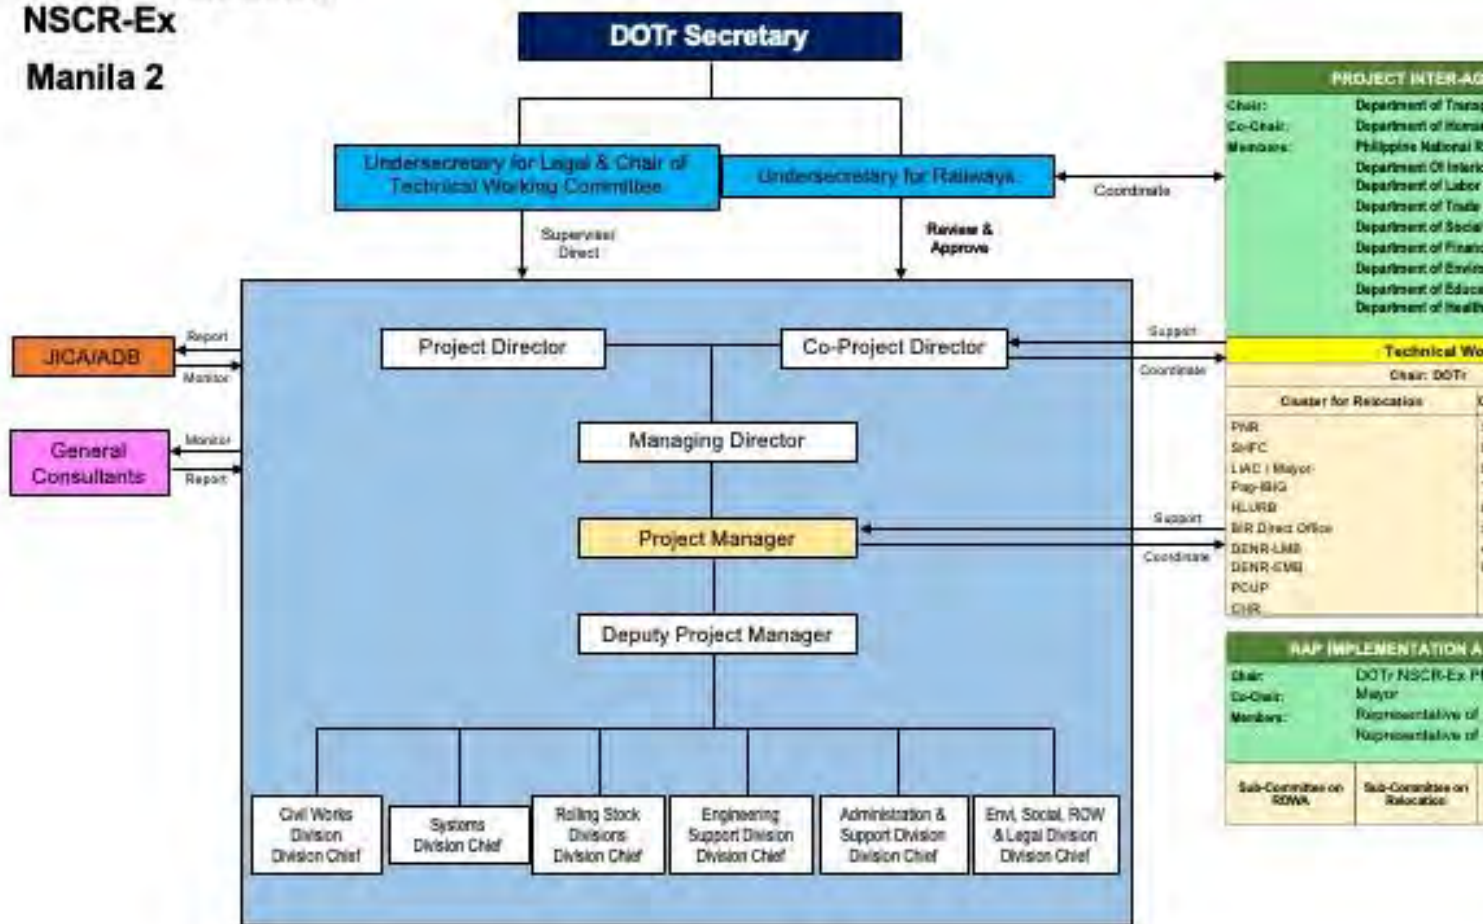 NSCR-Ex
Manila 2
DOTr Secretary
Undersecretary for Legal & Chair of
Technical Working Committee
Undersecretary for Railways
Coordinate
Supervise/
Direct
Review &
Approve
JICA/ADB
Report
Monitor
General
Consultants
Monitor
Report
Project Director
Co-Project Director
Support
Coordinate
Managing Director
Project Manager
Support
Coordinate
Deputy Project Manager
Civil Works
Division
Division Chief
Systems
Division Chief
Rolling Stock
Divisions
Division Chief
Engineering
Support Division
Division Chief
Administration &
Support Division
Division Chief
Envi, Social, ROW
& Legal Division
Division Chief
PROJECT INTER-AG
Chair: Department of Transp
Co-Chair: Department of Human
Members: Philippine National R
Department Of Interio
Department of Labor
Department of Trade
Department of Social
Department of Financ
Department of Enviro
Department of Educa
Department of Health
Technical Wo
Chair: DOTr
Cluster for Relocation
PNR
SHFC
LIAC / Mayor
Pag-IBIG
HLURB
BIR Direct Office
DENR-LMB
DENR-EMB
PCUP
CHR
RAP IMPLEMENTATION A
Chair: DOTr NSCR-Ex
Co-Chair: Mayor
Members: Representative of
Representative of
Sub-Committee on
ROWA
Sub-Committee on
Relocation